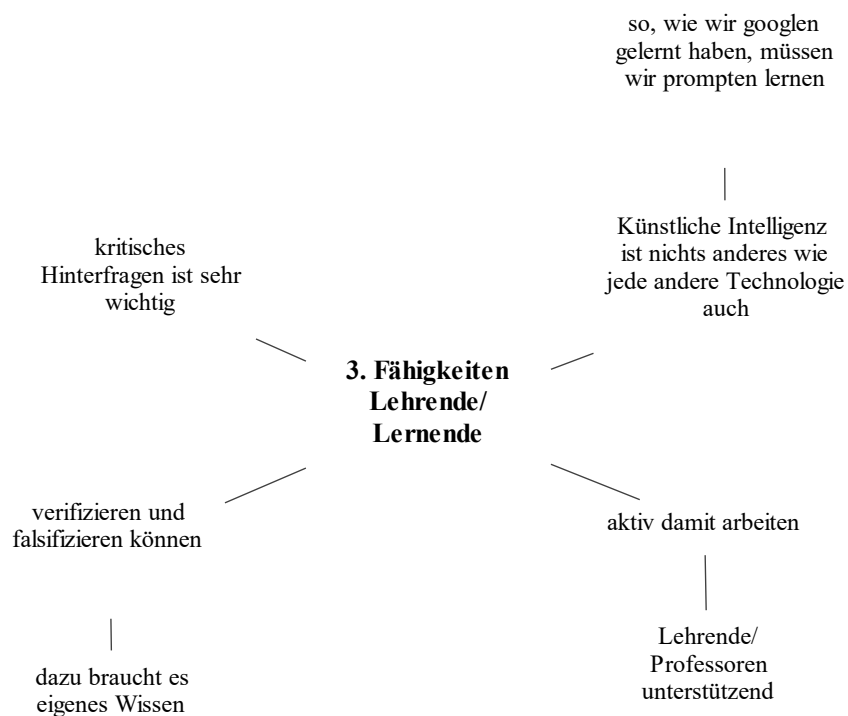 so, wie wir googlen
gelernt haben, müssen
wir prompten lernen
Künstliche Intelligenz
ist nichts anderes wie
jede andere Technologie
auch
kritisches
Hinterfragen ist sehr
wichtig
3. Fähigkeiten
Lehrende/
Lernende
verifizieren und
falsifizieren können
aktiv damit arbeiten
dazu braucht es
eigenes Wissen
Lehrende/
Professoren
unterstützend